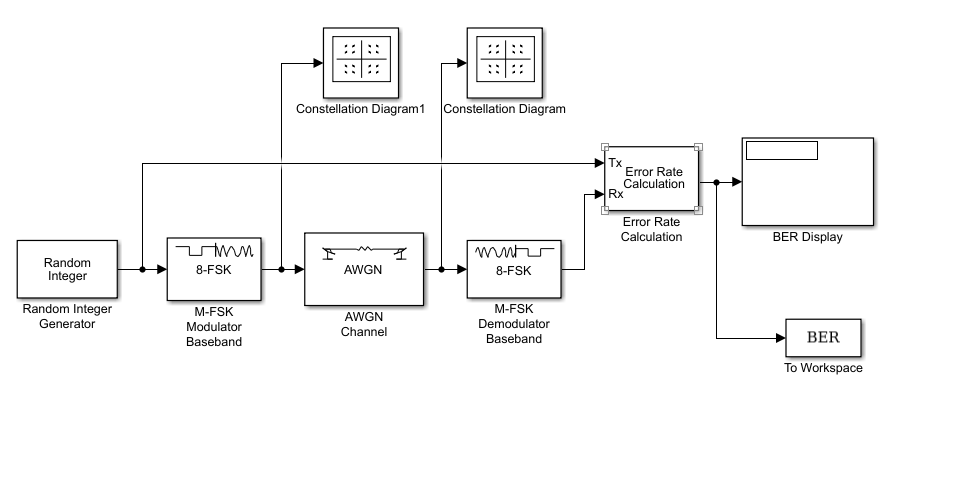 Constellation Diagram1
Constellation Diagram
Tx
Rx
Error Rate
Calculation
Error Rate
Calculation
BER Display
Random
Integer
Random Integer
Generator
8-FSK
M-FSK
Modulator
Baseband
AWGN
AWGN
Channel
8-FSK
M-FSK
Demodulator
Baseband
BER
To Workspace